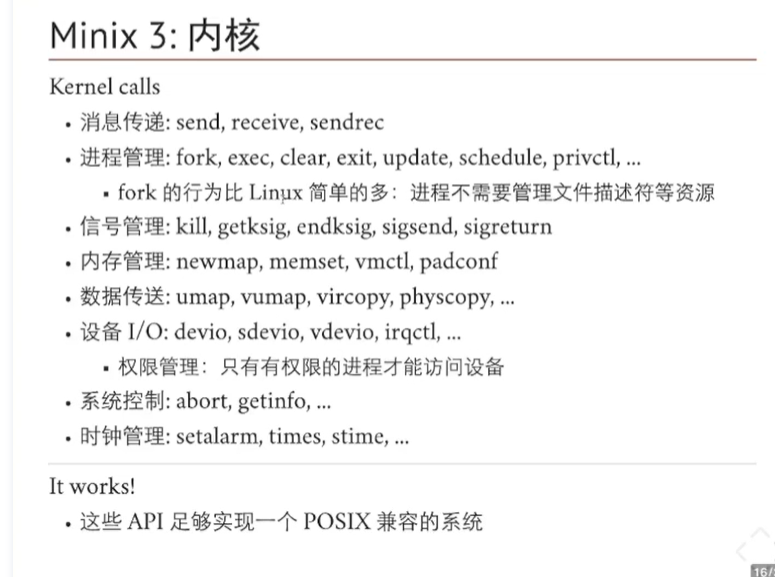 Minix 3: 内核
Kernel calls
• 消息传递: send, receive, sendrec
• 进程管理: fork, exec, clear, exit, update, schedule, privctl, ...
▪ fork 的行为比 Linux 简单的多：进程不需要管理文件描述符等资源
• 信号管理: kill, getksig, endksig, sigsend, sigreturn
• 内存管理: newmap, memset, vmctl, padconf
• 数据传送: umap, vumap, vircopy, physcopy, ...
• 设备 I/O: devio, sdevio, vdevio, irqctl, ...
▪ 权限管理：只有有权限的进程才能访问设备
• 系统控制: abort, getinfo, ...
• 时钟管理: setalarm, times, stime, ...
It works!
• 这些 API 足够实现一个 POSIX 兼容的系统
16/